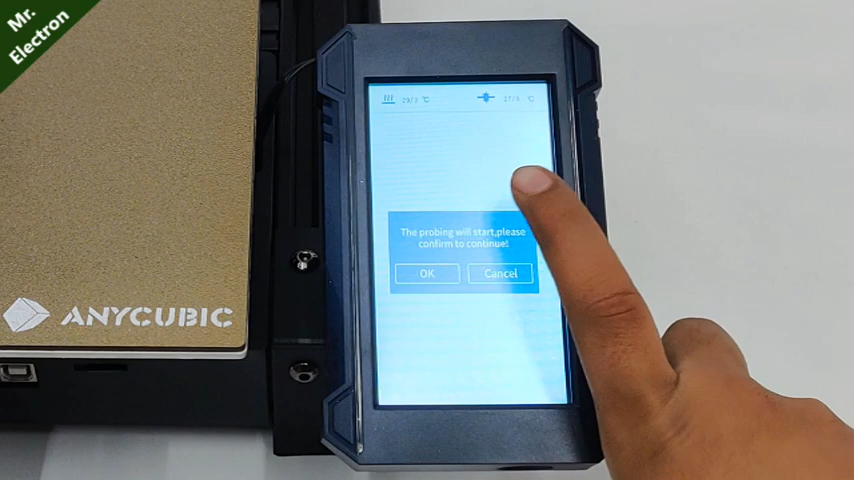 Mr.
Electron
The probing will start,please
confirm to continue!
OK
Cancel
ANYCUBIC